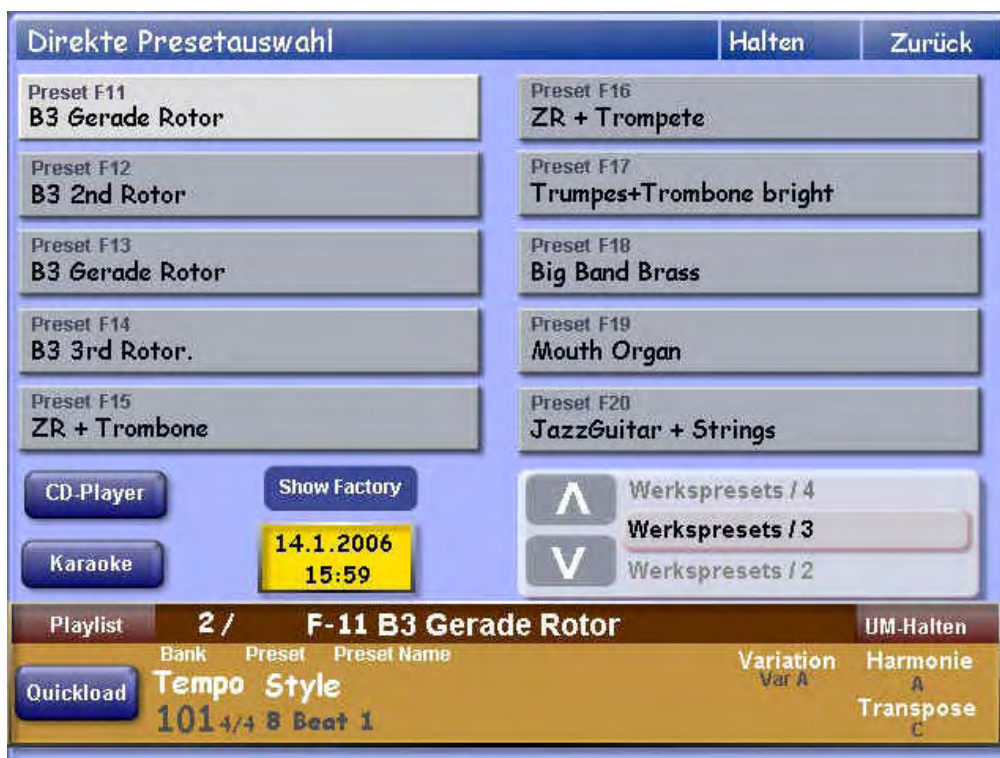 Direkte Presetauswahl Halten Zurück
Preset F11
B3 Gerade Rotor
Preset F12
B3 2nd Rotor
Preset F13
B3 Gerade Rotor
Preset F14
B3 3rd Rotor.
Preset F15
ZR + Trombone
Preset F16
ZR + Trompete
Preset F17
Trumpes+Trombone bright
Preset F18
Big Band Brass
Preset F19
Mouth Organ
Preset F20
JazzGuitar + Strings
CD-Player
Show Factory
Karaoke
14.1.2006
15:59
Λ
Werkspresets / 4
Werkspresets / 3
V
Werkspresets / 2
Playlist 2 / F-11 B3 Gerade Rotor UM-Halten
Bank Preset Preset Name
Quickload
Tempo Style
101 4/4 8 Beat 1
Variation
Var A
Harmonie
A
Transpose
C